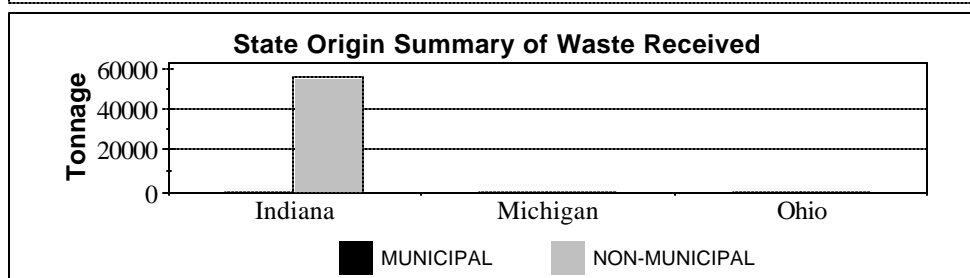 State Origin Summary of Waste Received
Tonnage
60000
40000
20000
0
Indiana Michigan Ohio
MUNICIPAL NON-MUNICIPAL